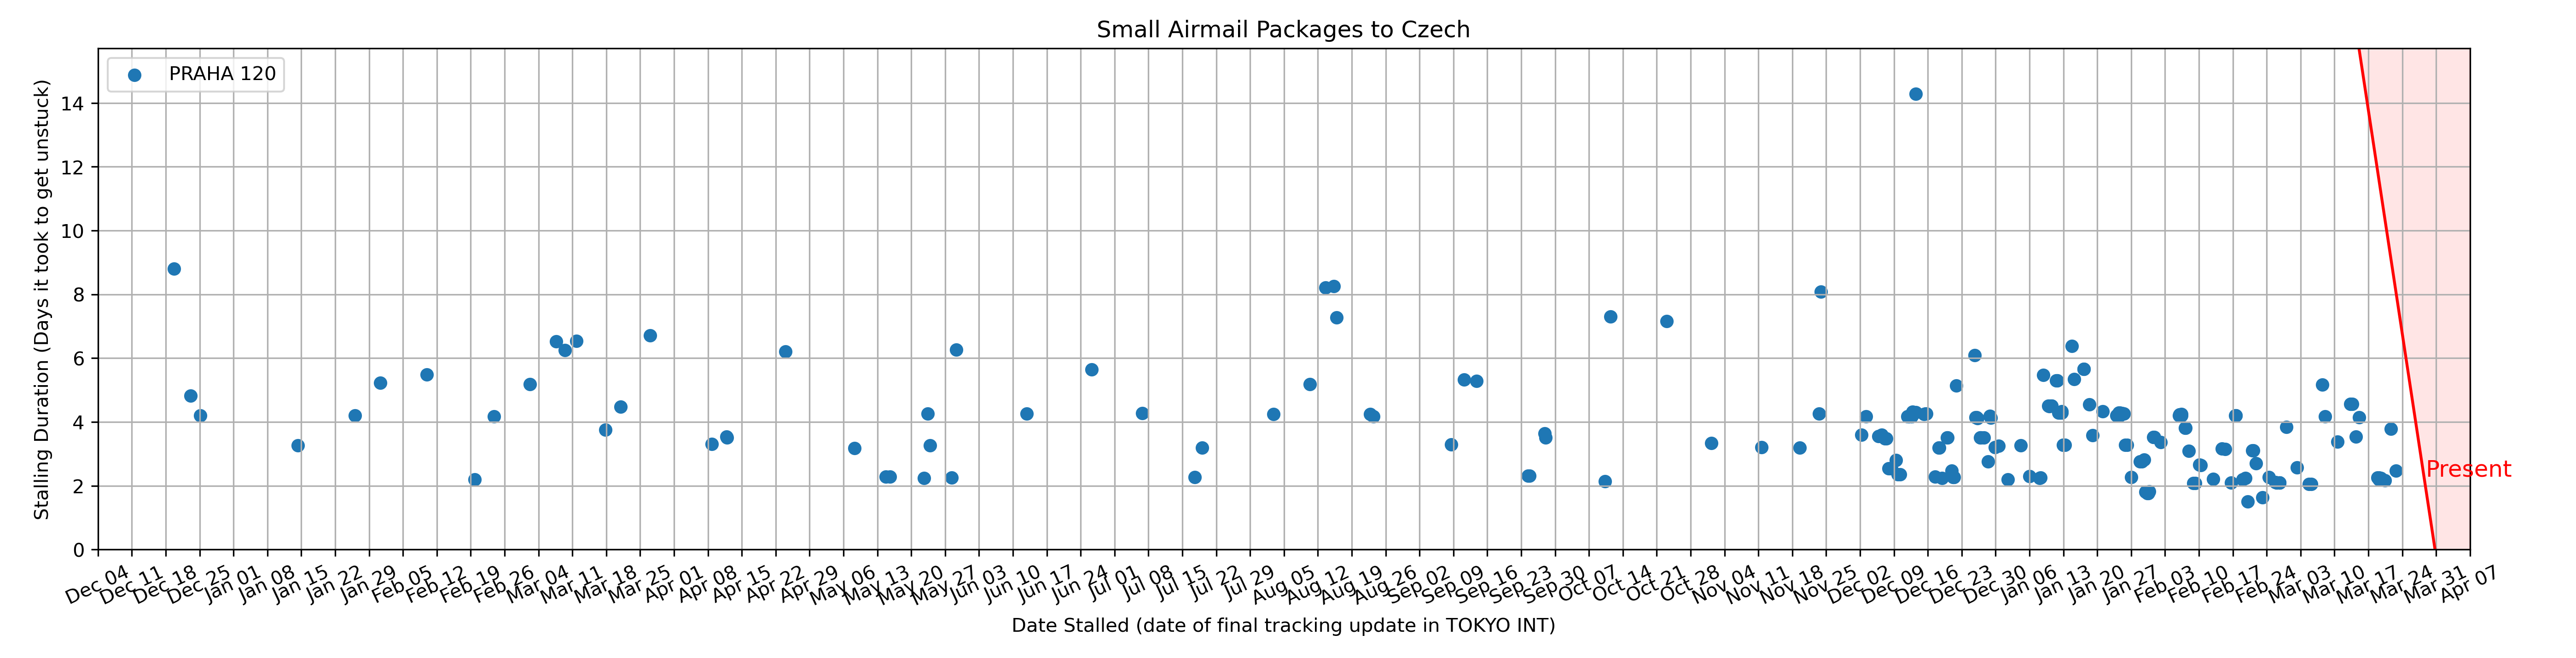 Small Airmail Packages to Czech
PRAHA 120
Stalling Duration (Days it took to get unstuck)
14
12
10
8
6
4
2
0
Present
Dec 04 Dec 11 Dec 18 Dec 25 Jan 01 Jan 08 Jan 15 Jan 22 Jan 29 Feb 05 Feb 12 Feb 19 Feb 26 Mar 04 Mar 11 Mar 18 Mar 25 Apr 01 Apr 08 Apr 15 Apr 22 Apr 29 May 06 May 13 May 20 May 27 Jun 03 Jun 10 Jun 17 Jun 24 Jul 01 Jul 08 Jul 15 Jul 22 Jul 29 Aug 05 Aug 12 Aug 19 Aug 26 Sep 02 Sep 09 Sep 16 Sep 23 Sep 30 Oct 07 Oct 14 Oct 21 Oct 28 Nov 04 Nov 11 Nov 18 Nov 25 Dec 02 Dec 09 Dec 16 Dec 23 Dec 30 Jan 06 Jan 13 Jan 20 Jan 27 Feb 03 Feb 10 Feb 17 Feb 24 Mar 03 Mar 10 Mar 17 Mar 24 Mar 31 Apr 07
Date Stalled (date of final tracking update in TOKYO INT)